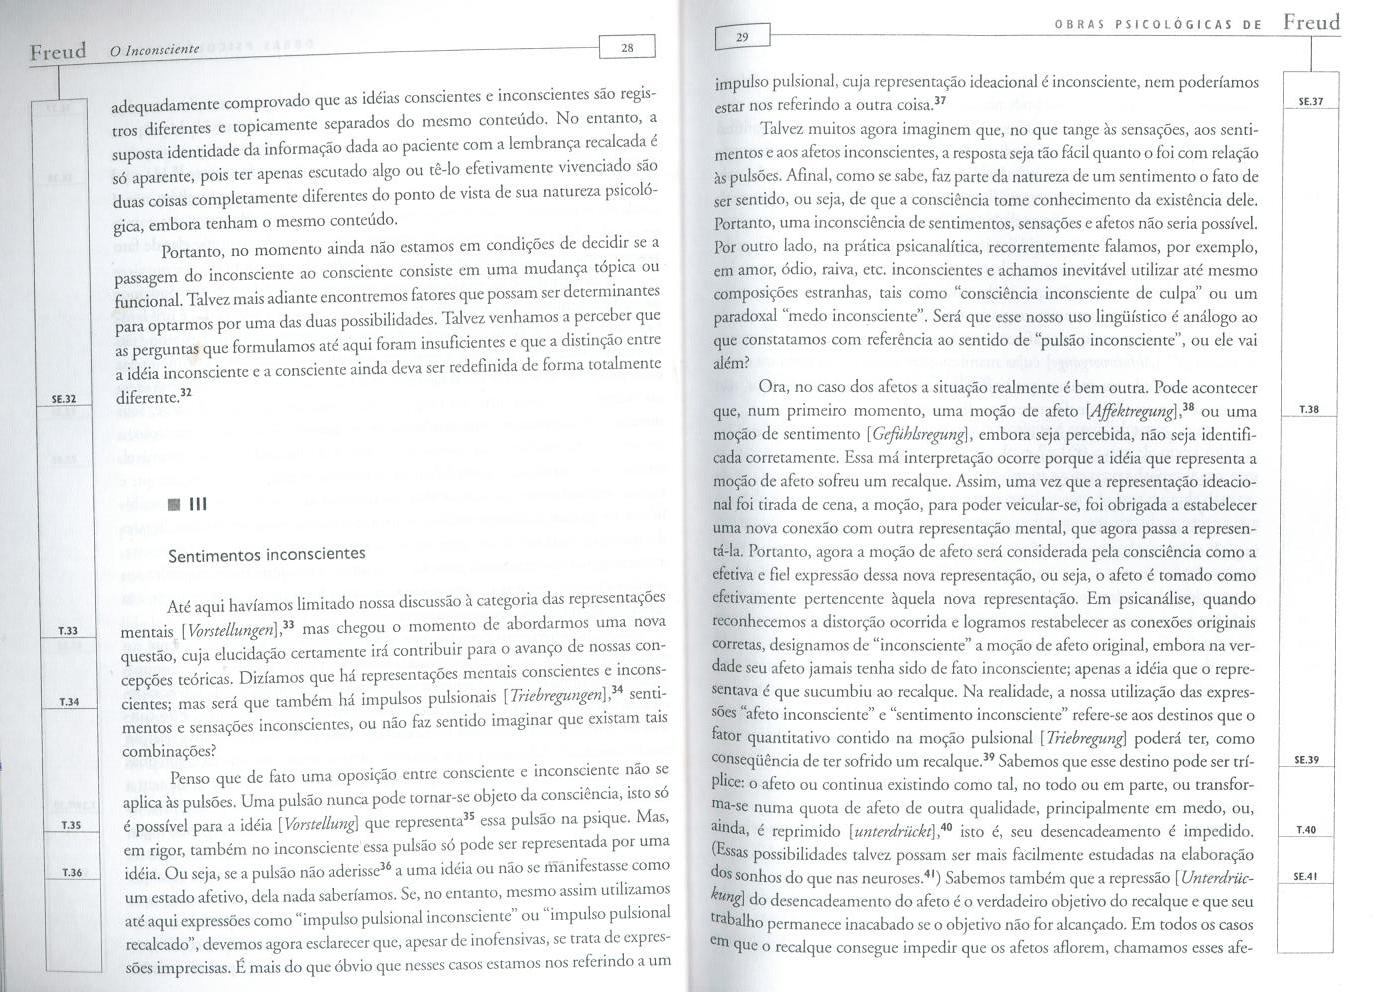 Freud O Inconsciente
28
adequadamente comprovado que as idéias conscientes e inconscientes são regis-
tros diferentes e topicamente separados do mesmo conteúdo. No entanto, a
suposta identidade da informação dada ao paciente com a lembrança recalcada é
só aparente, pois ter apenas escutado algo ou tê-lo efetivamente vivenciado são
duas coisas completamente diferentes do ponto de vista de sua natureza psicoló-
gica, embora tenham o mesmo conteúdo.
Portanto, no momento ainda não estamos em condições de decidir se a
passagem do inconsciente ao consciente consiste em uma mudança tópica ou
funcional. Talvez mais adiante encontremos fatores que possam ser determinantes
para optarmos por uma das duas possibilidades. Talvez venhamos a perceber que
as perguntas que formulamos até aqui foram insuficientes e que a distinção entre
a idéia inconsciente e a consciente ainda deva ser redefinida de forma totalmente
SE.32 diferente.32
III
Sentimentos inconscientes
Até aqui havíamos limitado nossa discussão à categoria das representações
T.33 mentais [Vorstellungen],33 mas chegou o momento de abordarmos uma nova
questão, cuja elucidação certamente irá contribuir para o avanço de nossas con-
cepções teóricas. Dizíamos que há representações mentais conscientes e incons-
T.34 cientes; mas será que também há impulsos pulsionais [Triebregungen],34 senti-
mentos e sensações inconscientes, ou não faz sentido imaginar que existam tais
combinações?
Penso que de fato uma oposição entre consciente e inconsciente não se
aplica às pulsões. Uma pulsão nunca pode tornar-se objeto da consciência, isto só
T.35 é possível para a idéia [Vorstellung] que representa35 essa pulsão na psique. Mas,
em rigor, também no inconsciente essa pulsão só pode ser representada por uma
T.36 idéia. Ou seja, se a pulsão não aderisse36 a uma idéia ou não se manifestasse como
um estado afetivo, dela nada saberíamos. Se, no entanto, mesmo assim utilizamos
até aqui expressões como “impulso pulsional inconsciente” ou “impulso pulsional
recalcado”, devemos agora esclarecer que, apesar de inofensivas, se trata de expres-
sões imprecisas. É mais do que óbvio que nesses casos estamos nos referindo a um
29
OBRAS PSICOLÓGICAS DE Freud
impulso pulsional, cuja representação ideacional é inconsciente, nem poderíamos
estar nos referindo a outra coisa.37 SE.37
Talvez muitos agora imaginem que, no que tange às sensações, aos senti-
mentos e aos afetos inconscientes, a resposta seja tão fácil quanto o foi com relação
às pulsões. Afinal, como se sabe, faz parte da natureza de um sentimento o fato de
ser sentido, ou seja, de que a consciência tome conhecimento da existência dele.
Portanto, uma inconsciência de sentimentos, sensações e afetos não seria possível.
Por outro lado, na prática psicanalítica, recorrentemente falamos, por exemplo,
em amor, ódio, raiva, etc. inconscientes e achamos inevitável utilizar até mesmo
composições estranhas, tais como “consciência inconsciente de culpa” ou um
paradoxal “medo inconsciente”. Será que esse nosso uso lingüístico é análogo ao
que constatamos com referência ao sentido de “pulsão inconsciente”, ou ele vai
além?
Ora, no caso dos afetos a situação realmente é bem outra. Pode acontecer
que, num primeiro momento, uma moção de afeto [Affektregung],38 ou uma T.38
moção de sentimento [Gefühlsregung], embora seja percebida, não seja identifi-
cada corretamente. Essa má interpretação ocorre porque a idéia que representa a
moção de afeto sofreu um recalque. Assim, uma vez que a representação ideacio-
nal foi tirada de cena, a moção, para poder veicular-se, foi obrigada a estabelecer
uma nova conexão com outra representação mental, que agora passa a represen-
tá-la. Portanto, agora a moção de afeto será considerada pela consciência como a
efetiva e fiel expressão dessa nova representação, ou seja, o afeto é tomado como
efetivamente pertencente àquela nova representação. Em psicanálise, quando
reconhecemos a distorção ocorrida e logramos restabelecer as conexões originais
corretas, designamos de “inconsciente” a moção de afeto original, embora na ver-
dade seu afeto jamais tenha sido de fato inconsciente; apenas a idéia que o repre-
sentava é que sucumbiu ao recalque. Na realidade, a nossa utilização das expres-
sões “afeto inconsciente” e “sentimento inconsciente” refere-se aos destinos que o
fator quantitativo contido na moção pulsional [Triebregung] poderá ter, como
conseqüência de ter sofrido um recalque.39 Sabemos que esse destino pode ser trí- SE.39
plice: o afeto ou continua existindo como tal, no todo ou em parte, ou transfor-
ma-se numa quota de afeto de outra qualidade, principalmente em medo, ou,
ainda, é reprimido [unterdrückt],40 isto é, seu desencadeamento é impedido. T.40
(Essas possibilidades talvez possam ser mais facilmente estudadas na elaboração
dos sonhos do que nas neuroses.41) Sabemos também que a repressão [Unterdrüc- SE.41
kung] do desencadeamento do afeto é o verdadeiro objetivo do recalque e que seu
trabalho permanece inacabado se o objetivo não for alcançado. Em todos os casos
em que o recalque consegue impedir que os afetos aflorem, chamamos esses afe-